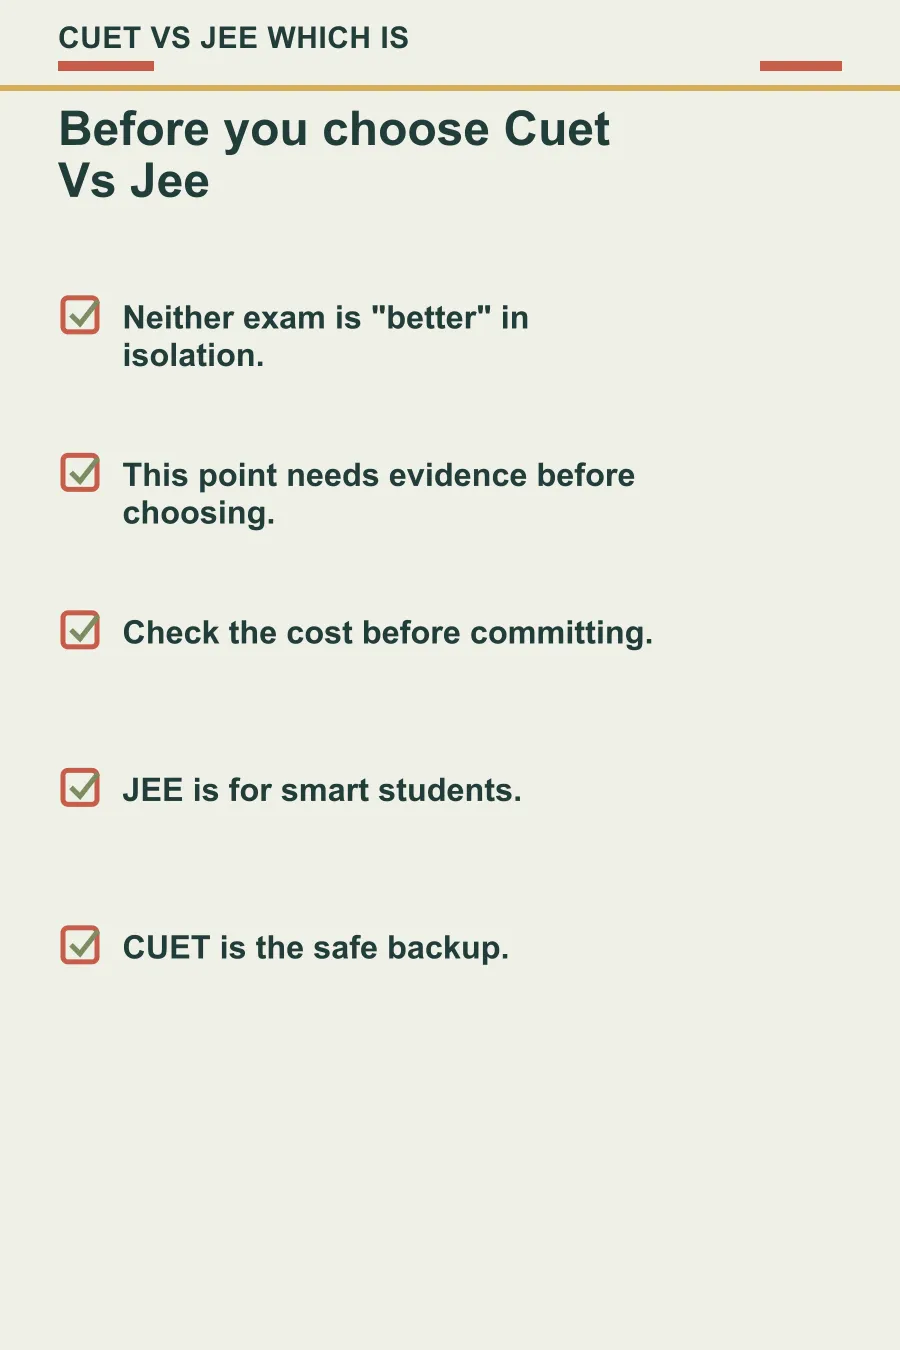 CUET VS JEE WHICH IS
Before you choose Cuet
Vs Jee
Neither exam is "better" in
isolation.
This point needs evidence before
choosing.
Check the cost before committing.
JEE is for smart students.
CUET is the safe backup.